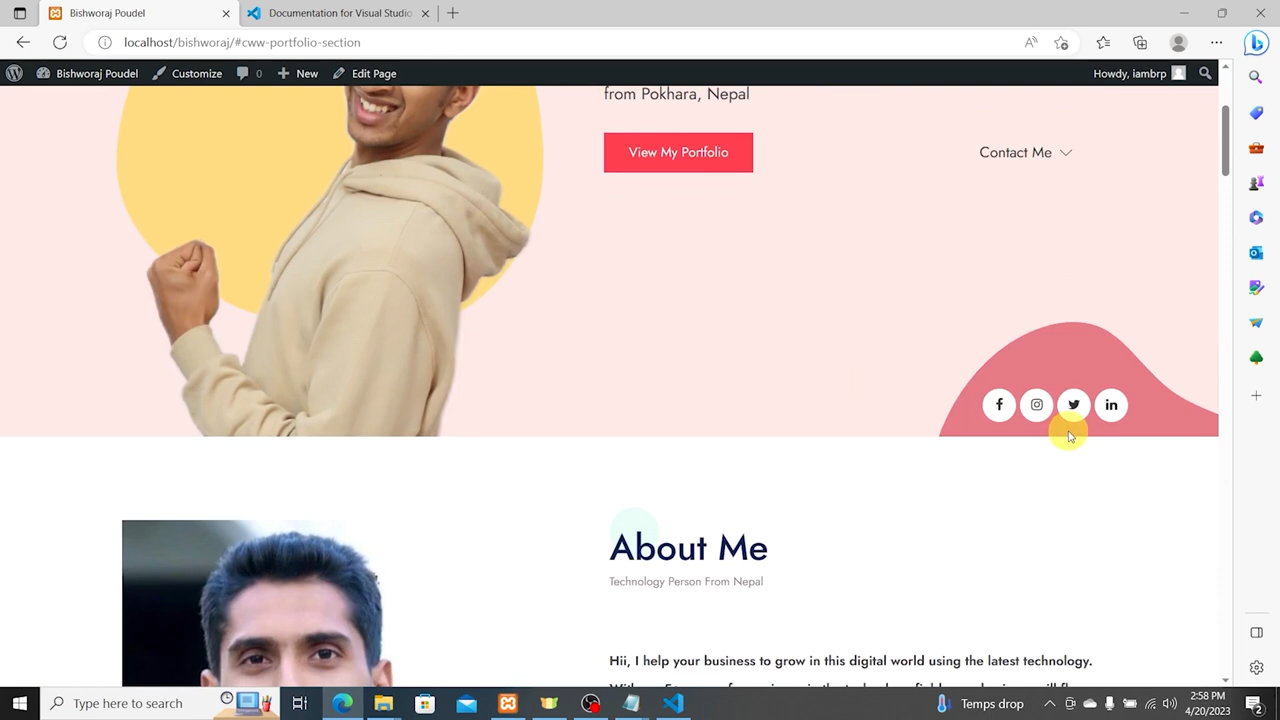 Bishworaj Poudel
Documentation for Visual Studio
localhost/bishworaj/#cww-portfolio-section
Bishworaj Poudel
Customize
0
New
Edit Page
Howdy, iambrp
from Pokhara, Nepal
View My Portfolio
Contact Me
About Me
Technology Person From Nepal
Hii, I help your business to grow in this digital world using the latest technology.
Type here to search
Temps drop
2:58 PM
4/20/2023
2